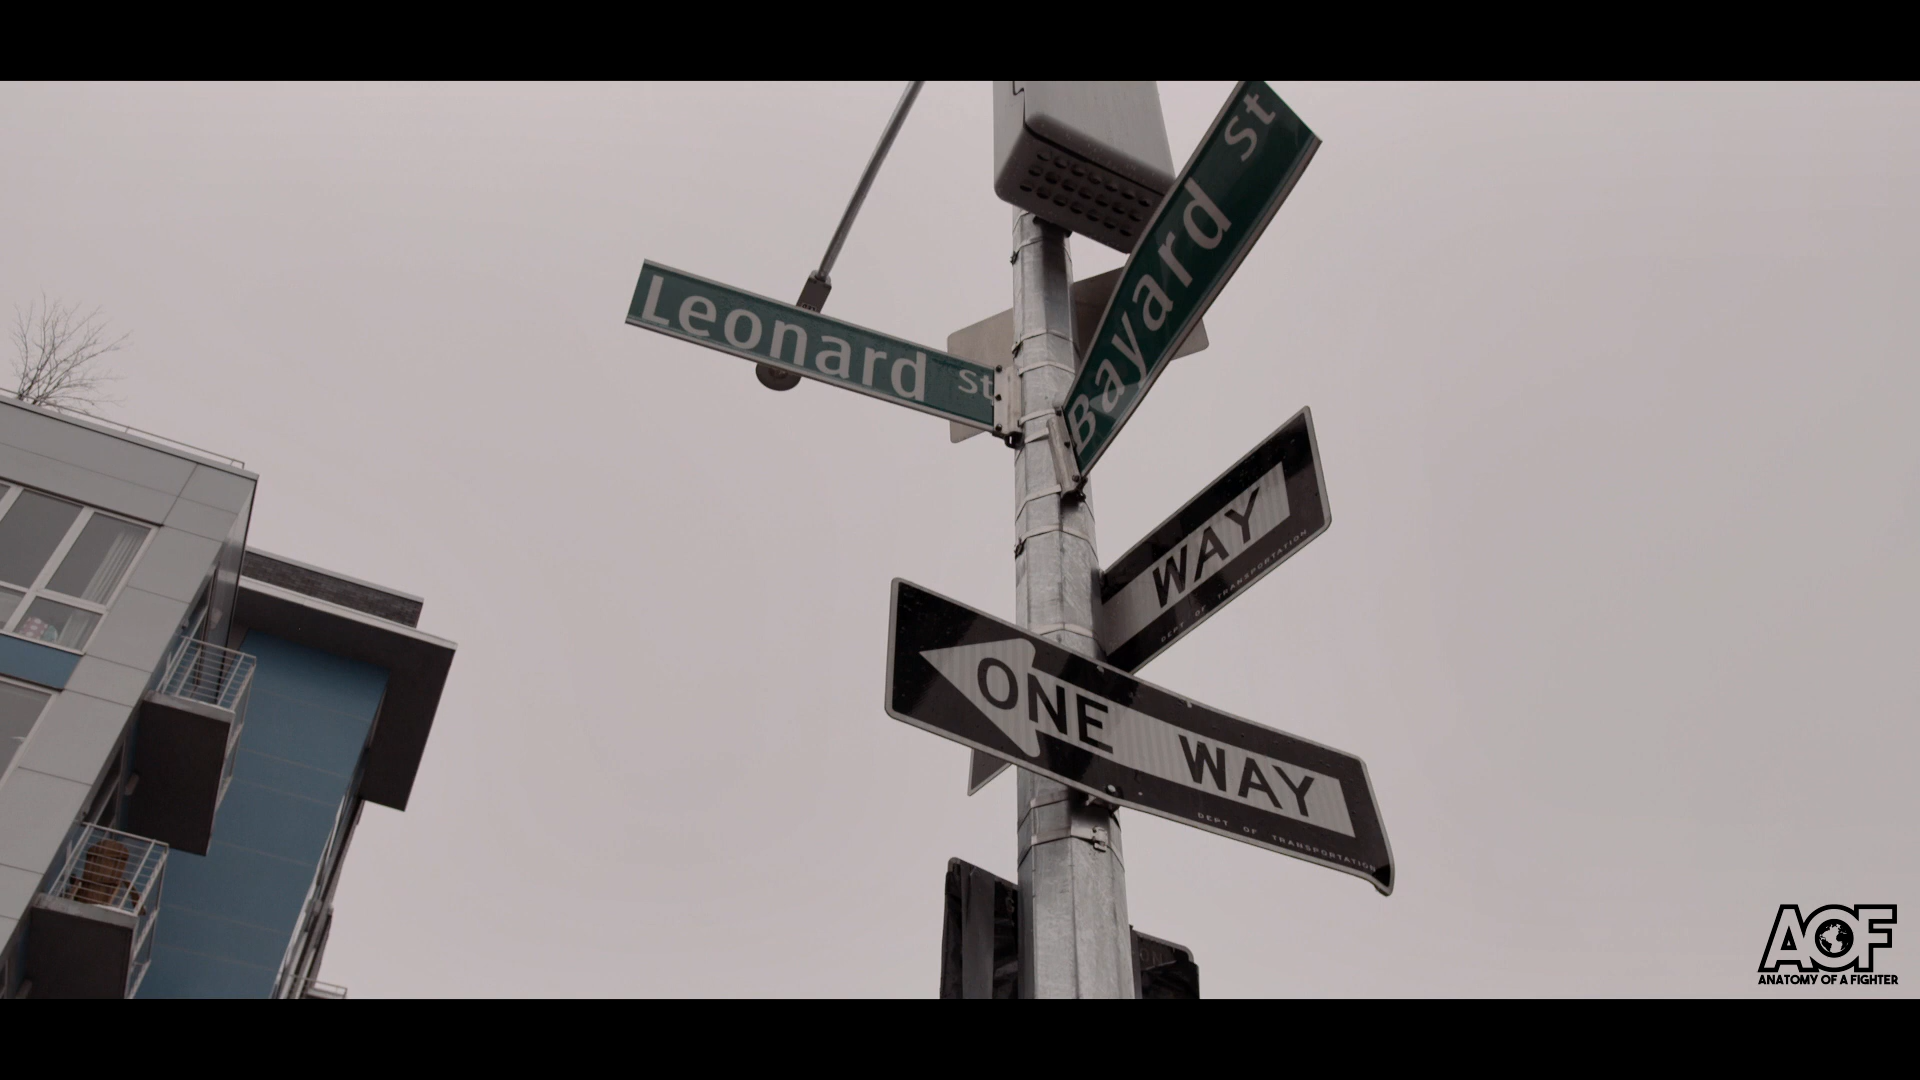 Bayard st
Leonard St
WAY
DEPT OF TRANSPORTATION
ONE WAY
DEPT OF TRANSPORTATION
AOF
ANATOMY OF A FIGHTER